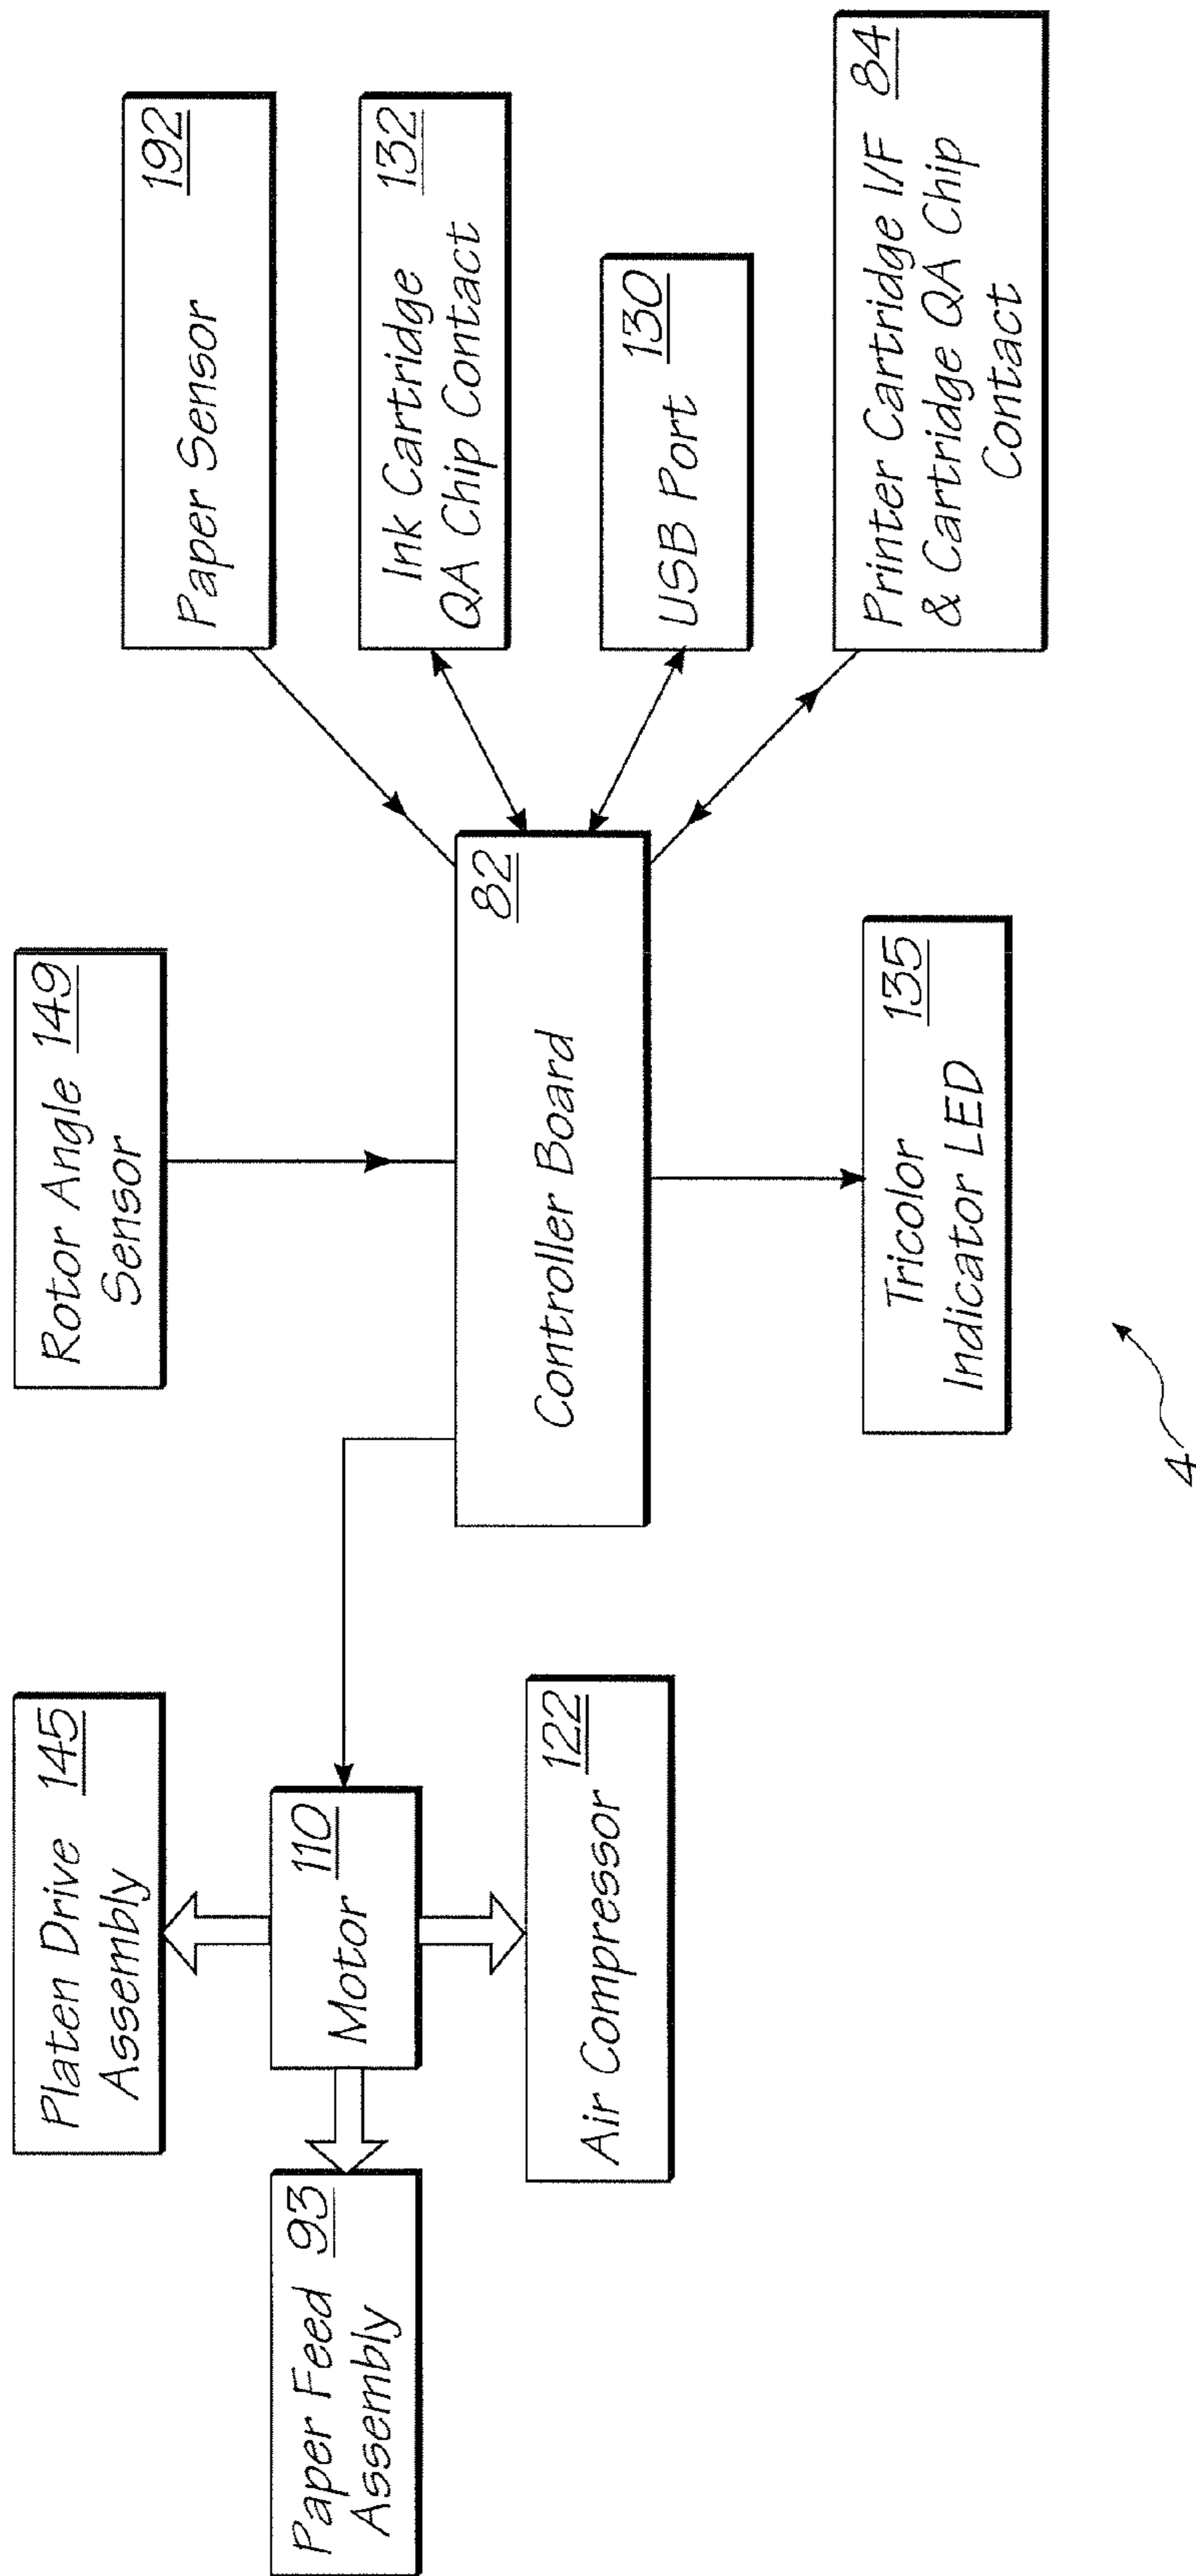 Platen Drive 145
Assembly
Rotor Angle 149
Sensor
Paper Sensor
192
Paper Feed 93
Assembly
Motor
110
Ink Cartridge 132
QA Chip Contact
Controller Board
82
Air Compressor
122
USB Port 130
Tricolor 135
Indicator LED
Printer Cartridge I/F 84
& Cartridge QA Chip
Contact
4